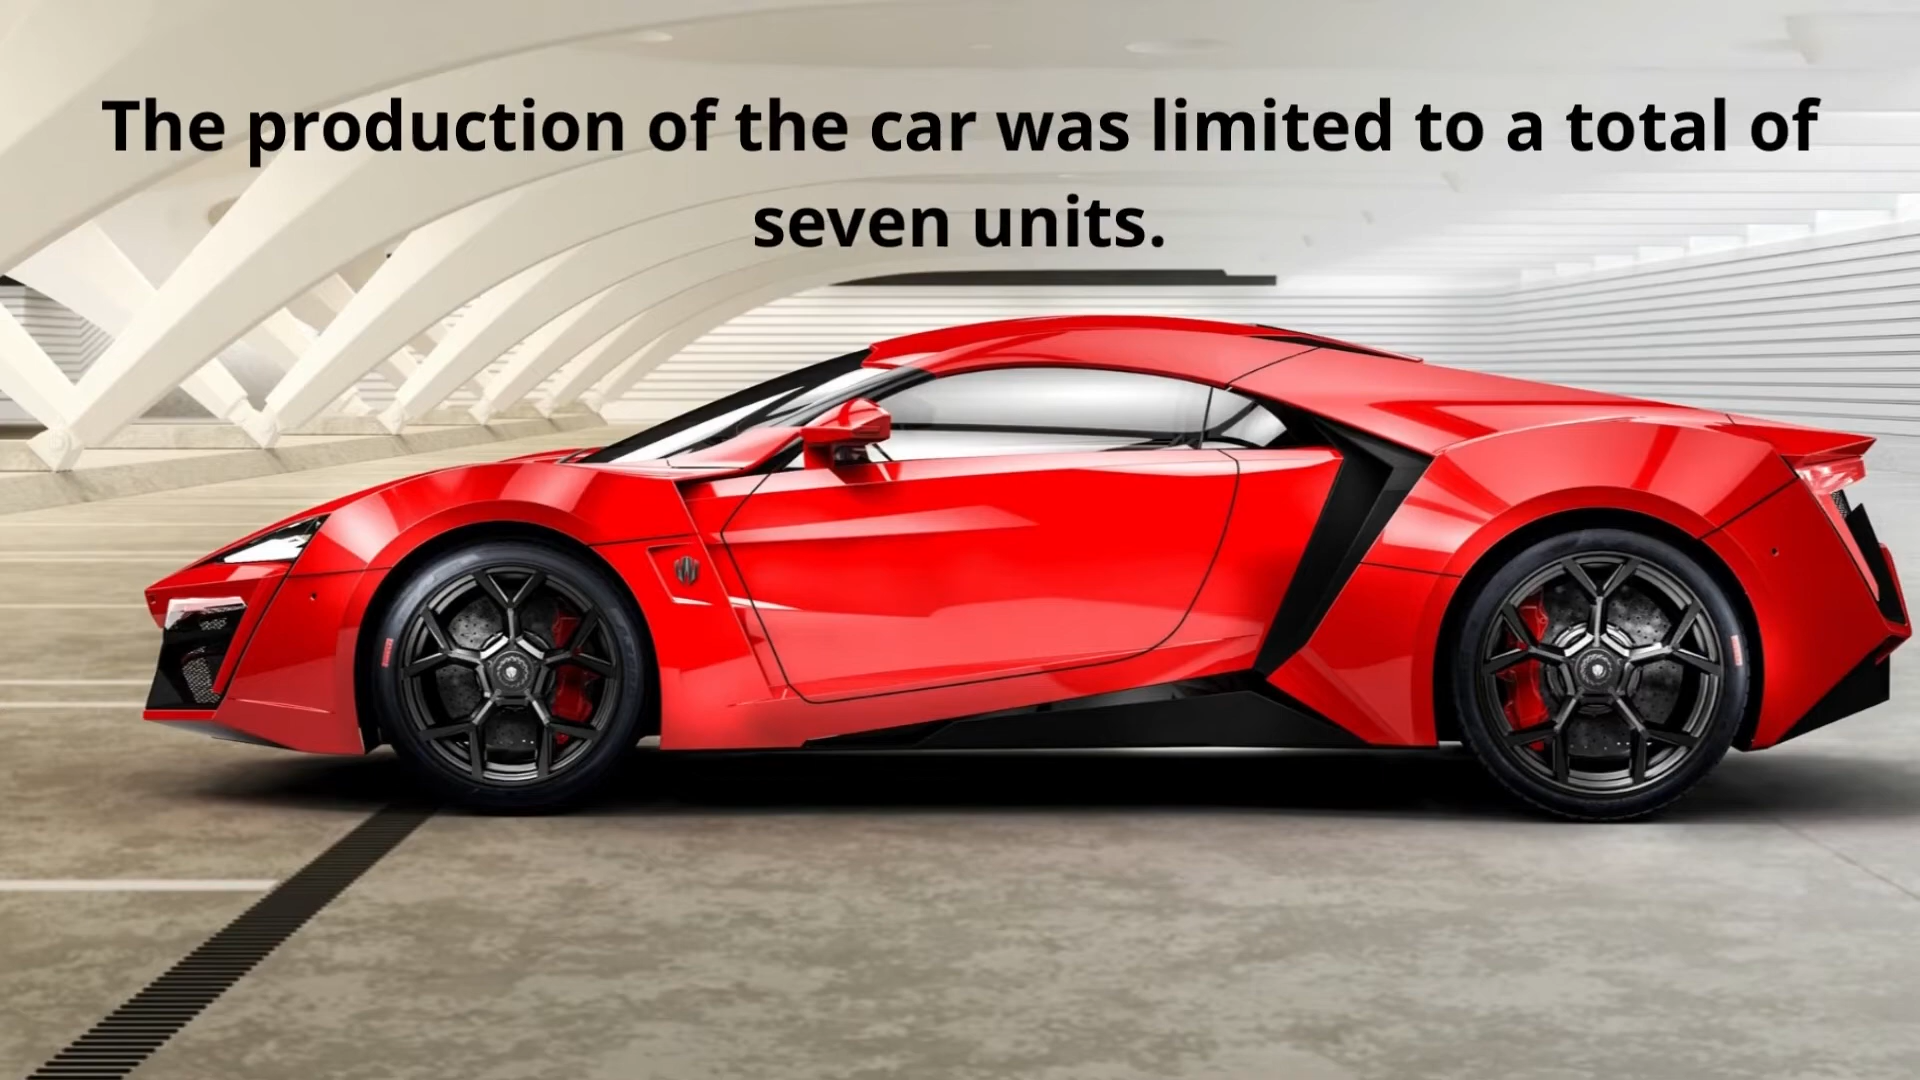 The production of the car was limited to a total of
seven units.